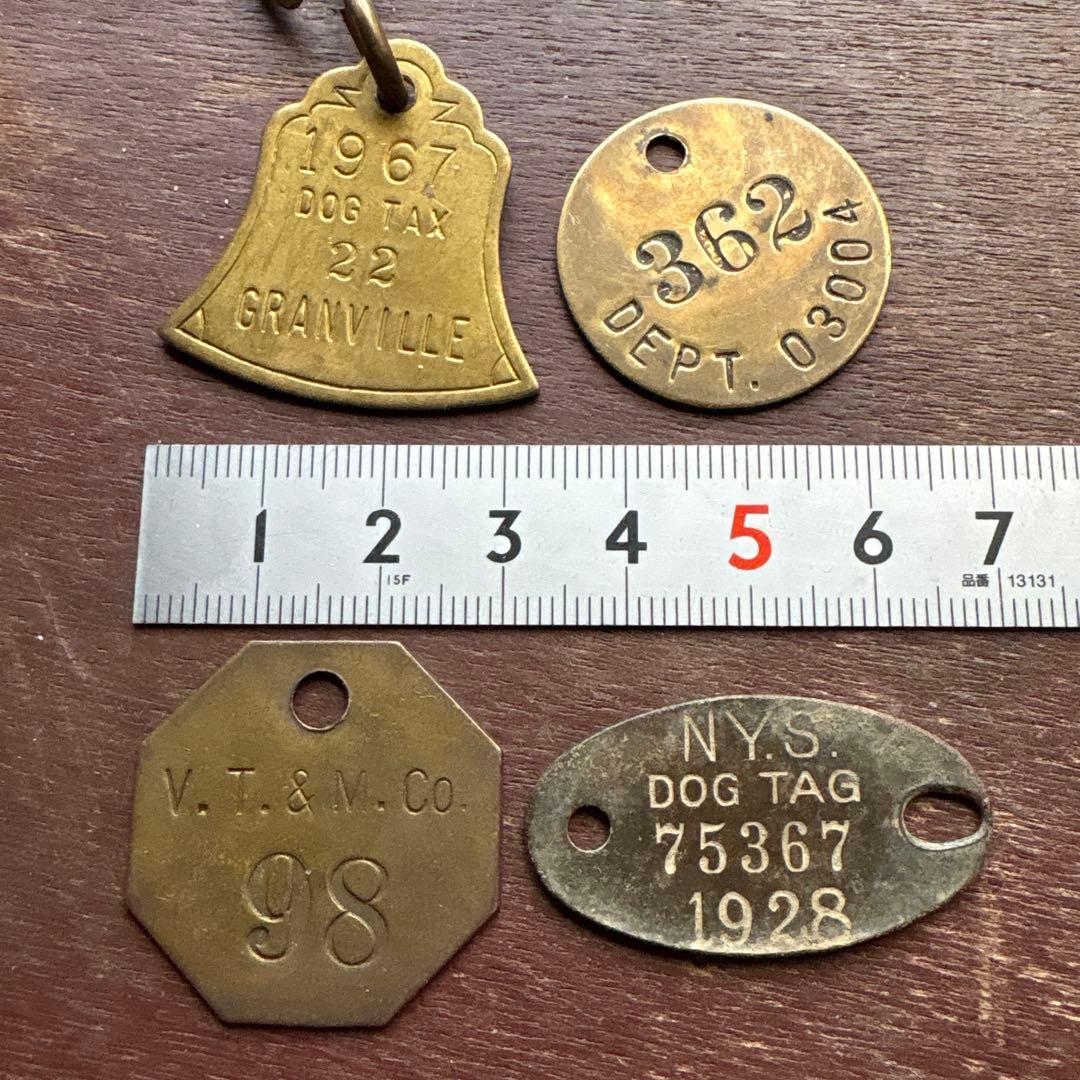 1967
DOG TAX
22
GRANVILLE
362
DEPT. 03004
1 2 3 4 5 6 7
15F
品番 13131
V. T. & M. Co.
98
N.Y.S.
DOG TAG
75367
1928